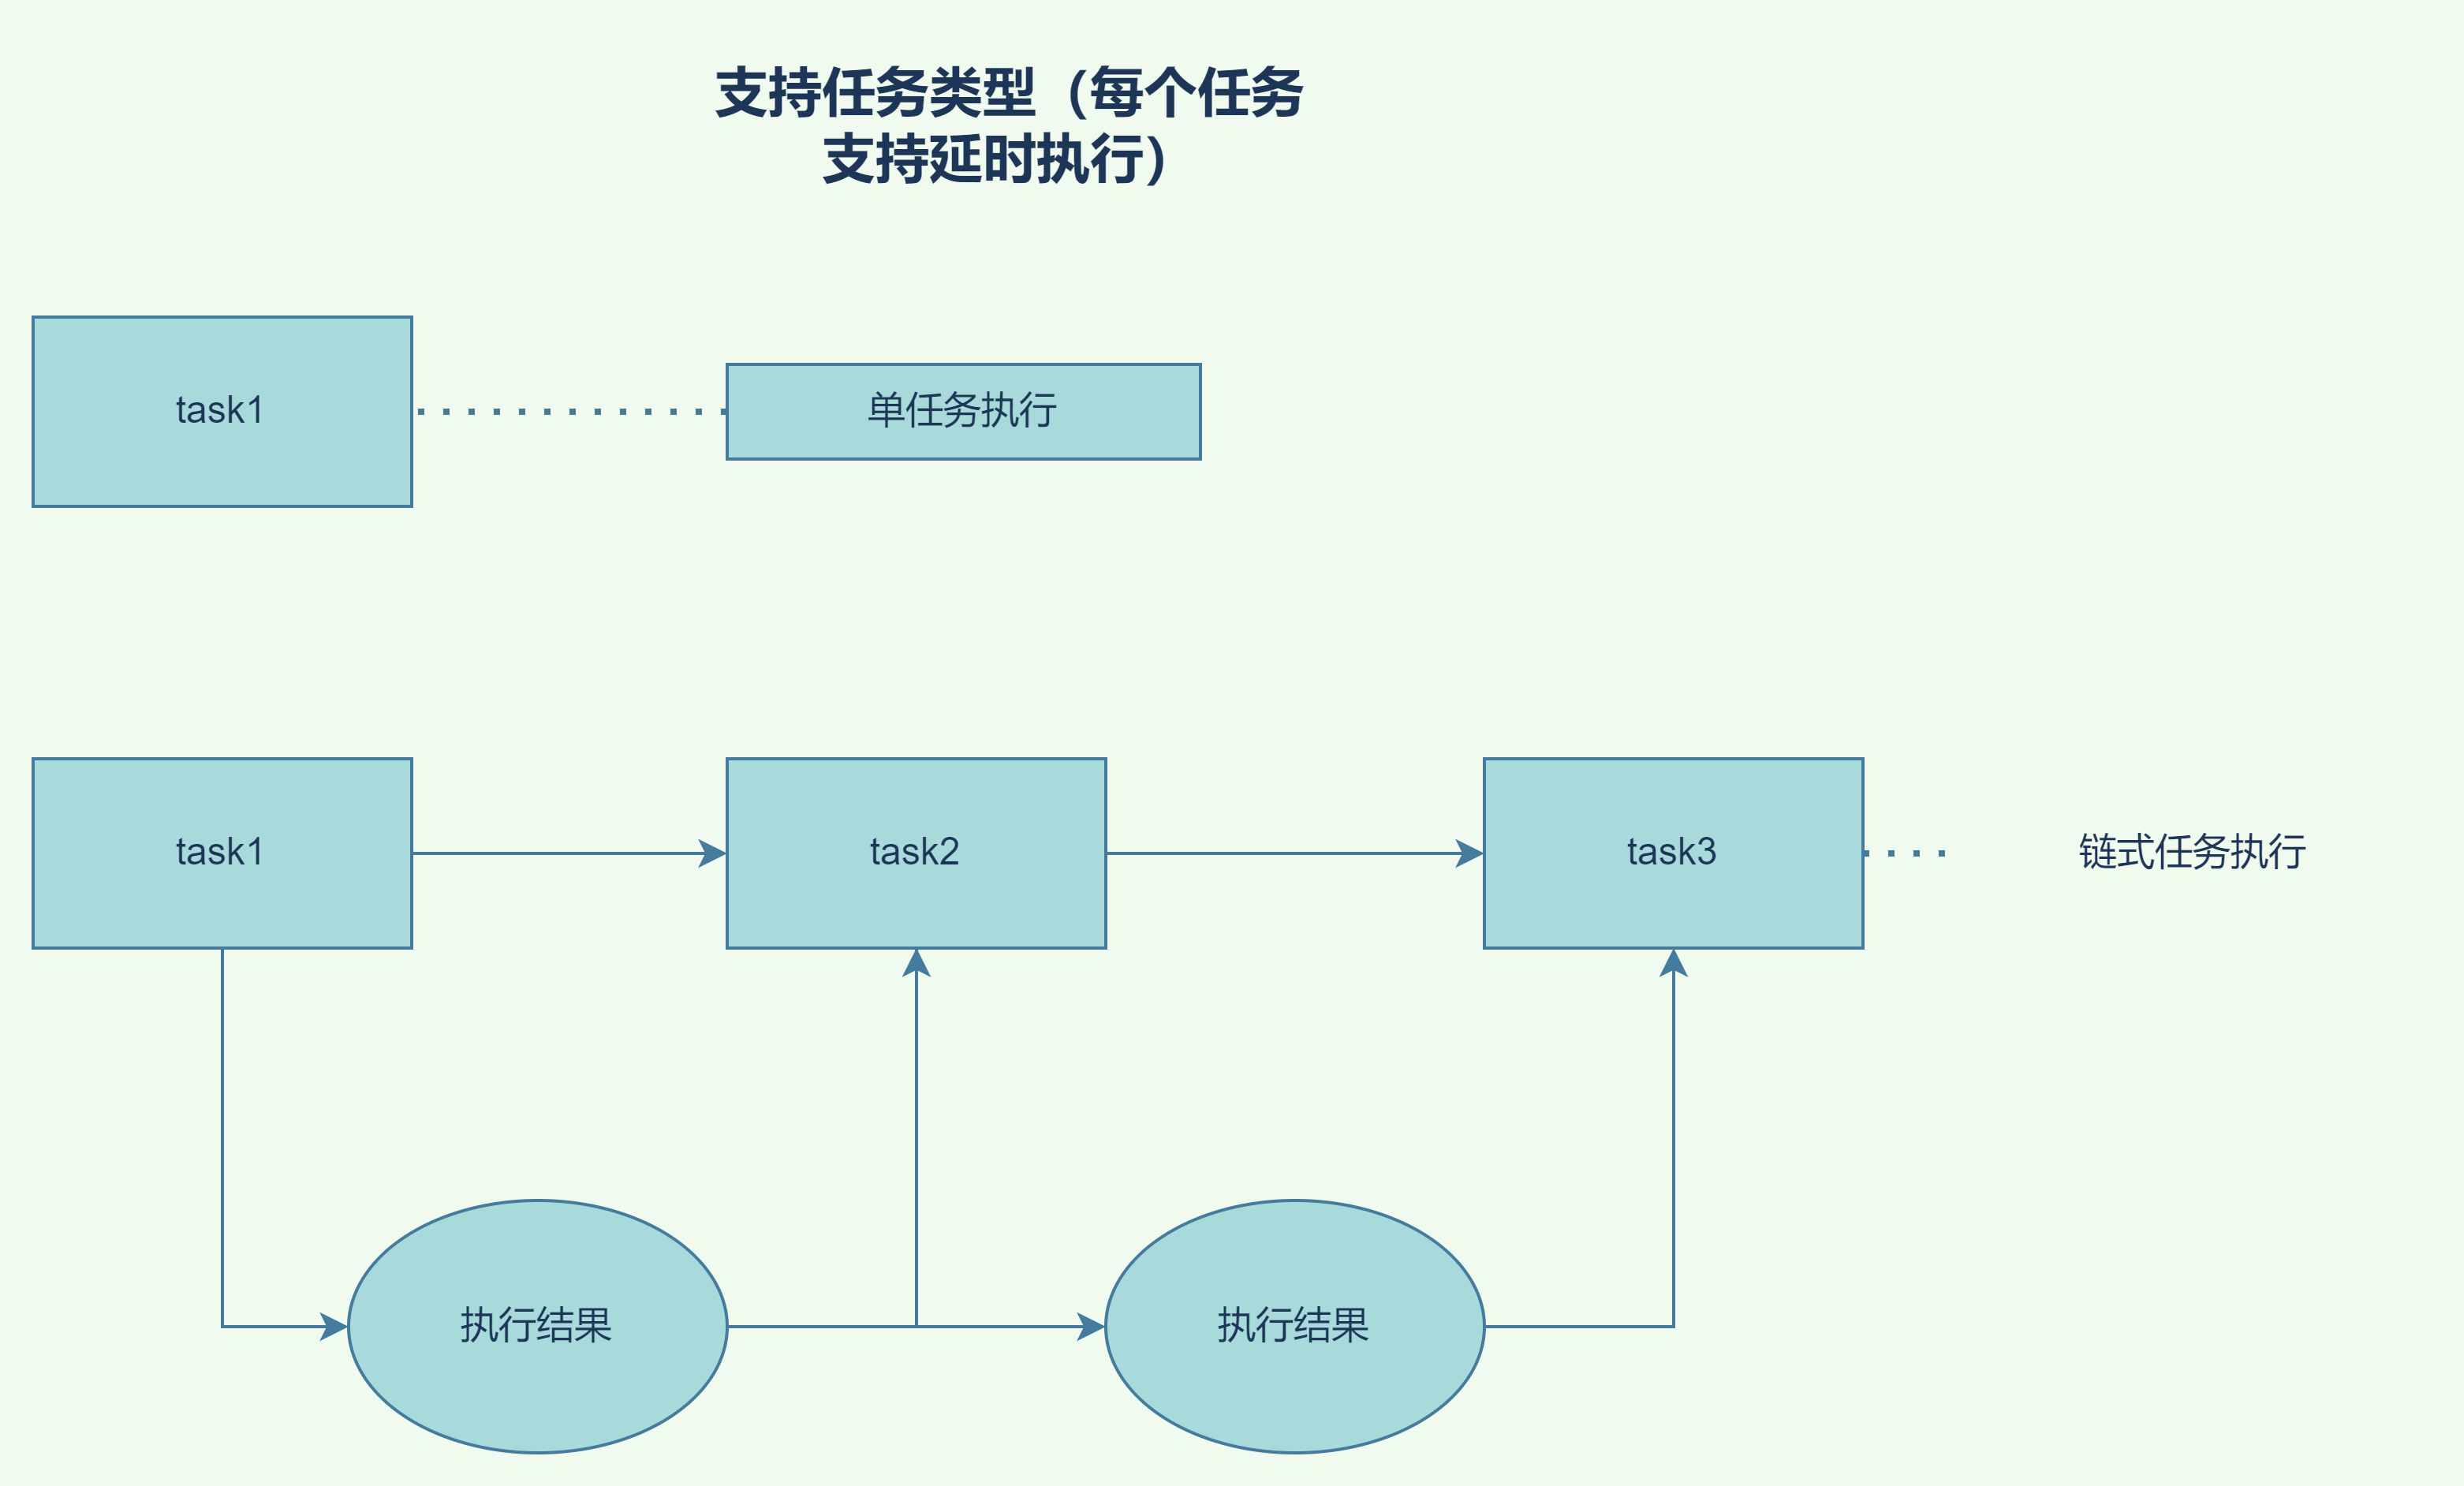 支持任务类型（每个任务
支持延时执行）
task1
单任务执行
task1
task2
task3
链式任务执行
执行结果
执行结果